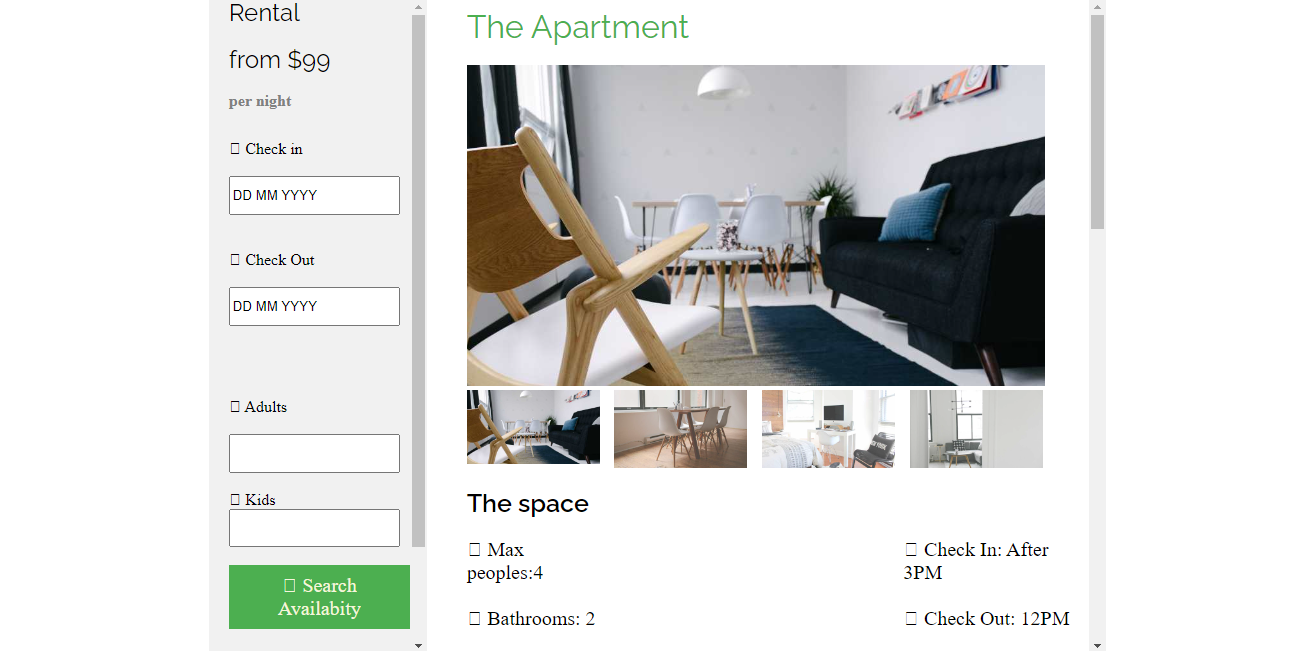 Rental
from $99
per night
Check in
DD MM YYYY
Check Out
DD MM YYYY
Adults
Kids
Search
Availabity
The Apartment
The space
Max
peoples:4
Bathrooms: 2
Check In: After
3PM
Check Out: 12PM